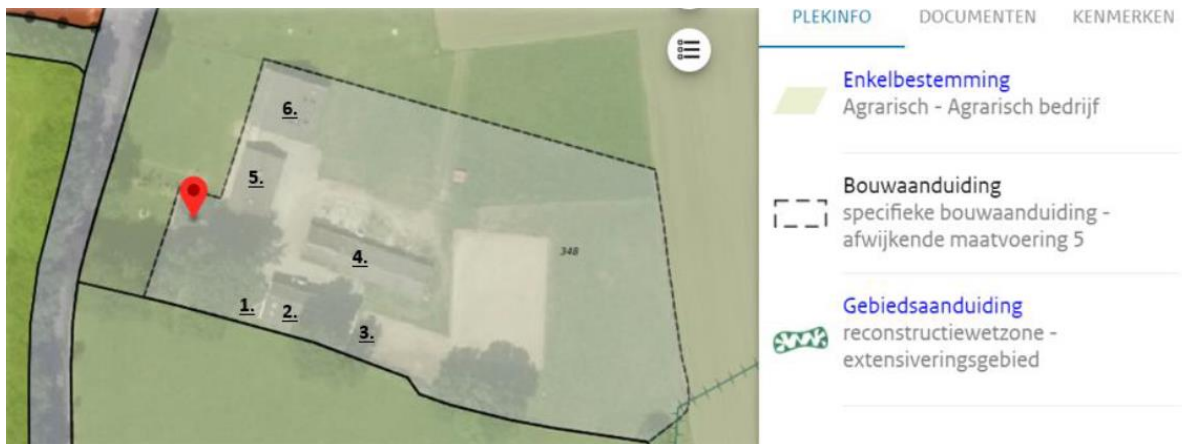 6.
5.
4.
348
1.
2.
3.
PLEKINFO DOCUMENTEN KENMERKEN
Enkelbestemming
Agrarisch - Agrarisch bedrijf
Bouwaanduiding
specifieke bouwaanduiding -
afwijkende maatvoering 5
Gebiedsaanduiding
reconstructiewetzone -
extensiveringsgebied